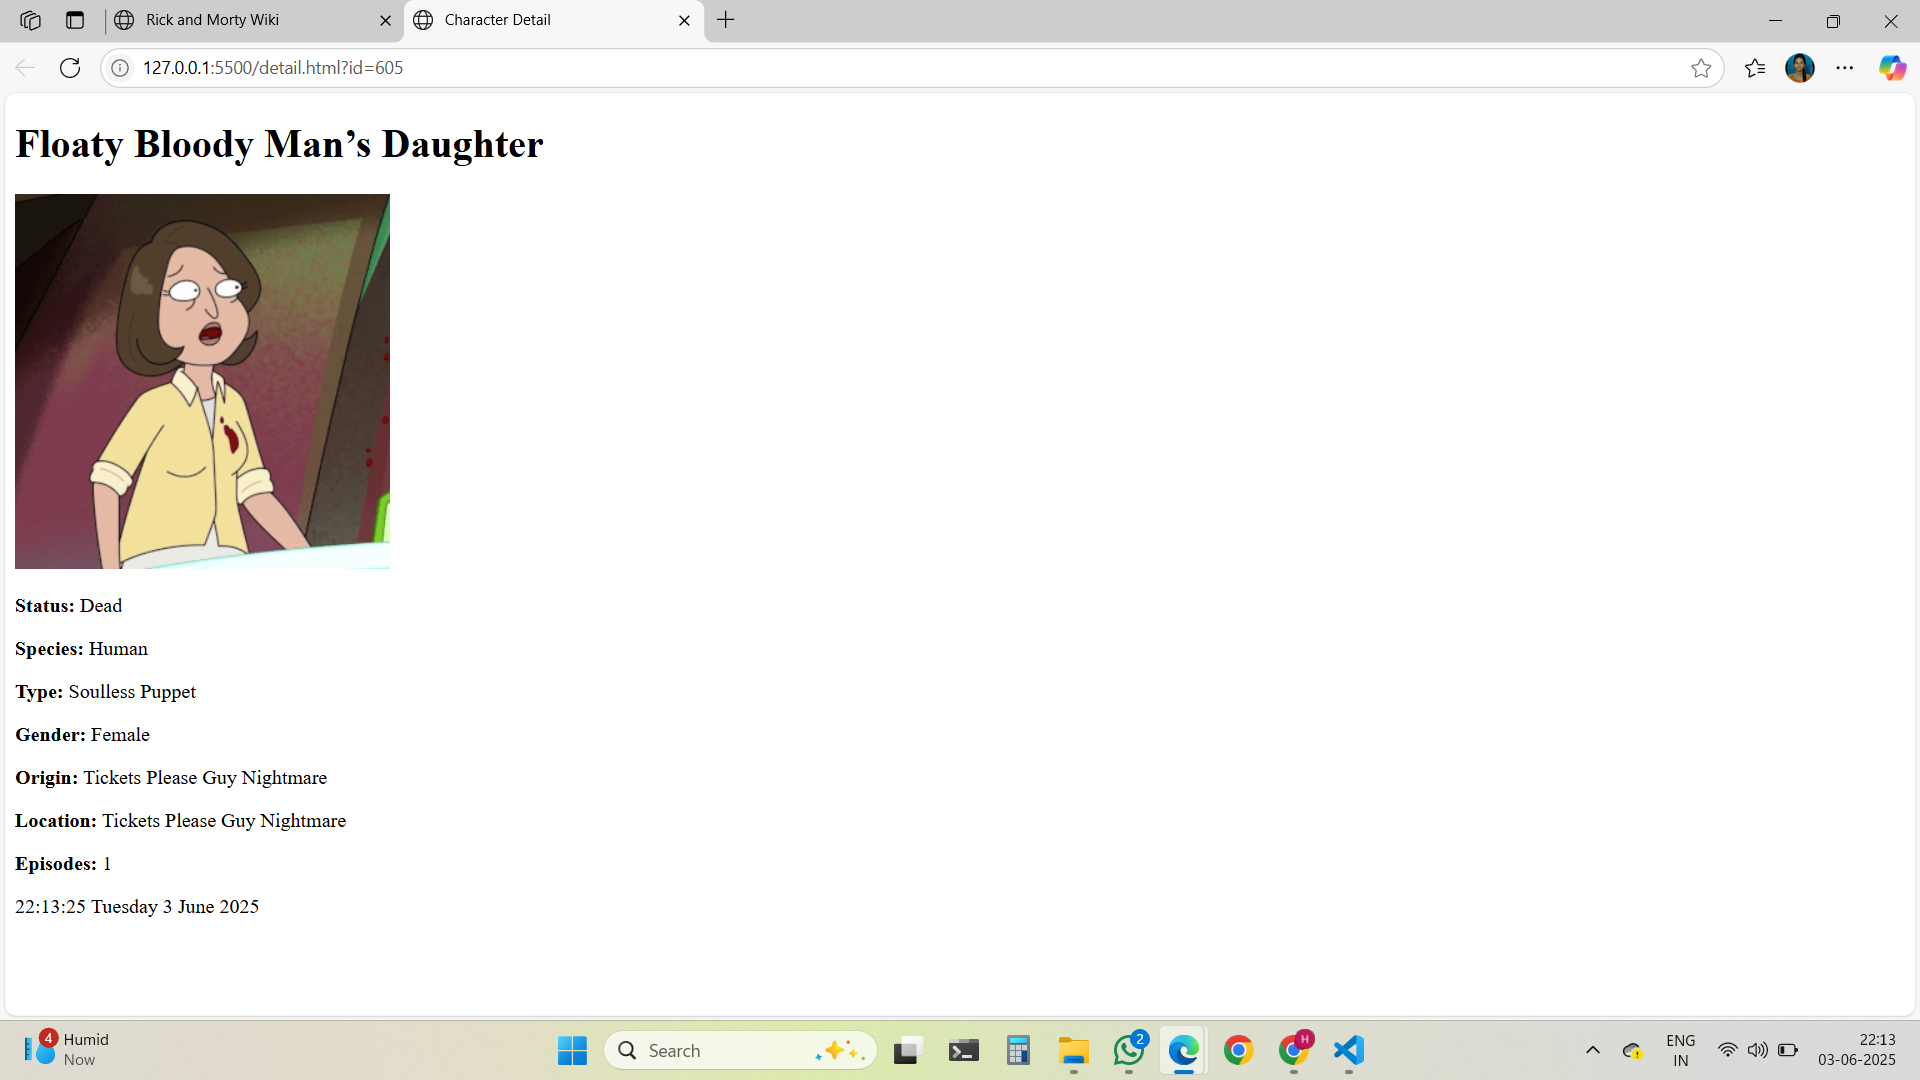 Rick and Morty Wiki
Character Detail
127.0.0.1:5500/detail.html?id=605
Floaty Bloody Man’s Daughter
Status: Dead
Species: Human
Type: Soulless Puppet
Gender: Female
Origin: Tickets Please Guy Nightmare
Location: Tickets Please Guy Nightmare
Episodes: 1
22:13:25 Tuesday 3 June 2025
4
Humid
Now
Search
2
H
ENG
IN
22:13
03-06-2025